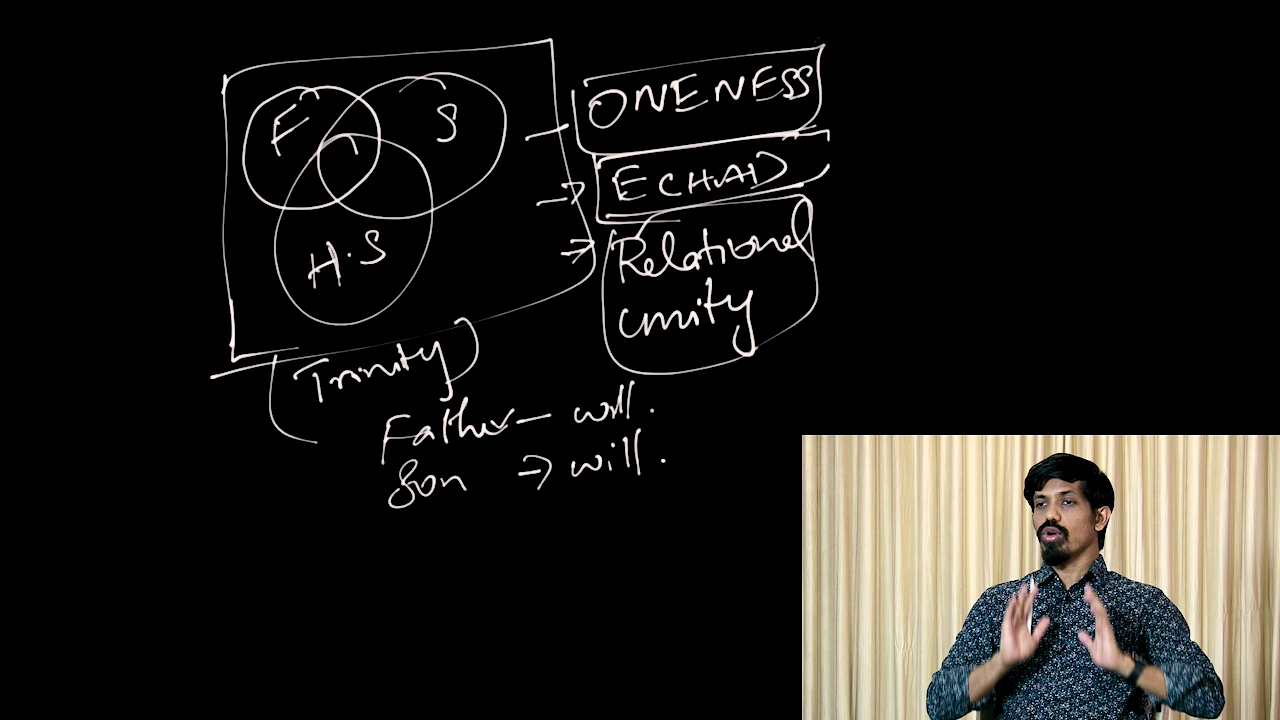 F
S
H.S
ONENESS
ECHAD
Relational
unity
Trinity
Father – will.
Son → will.